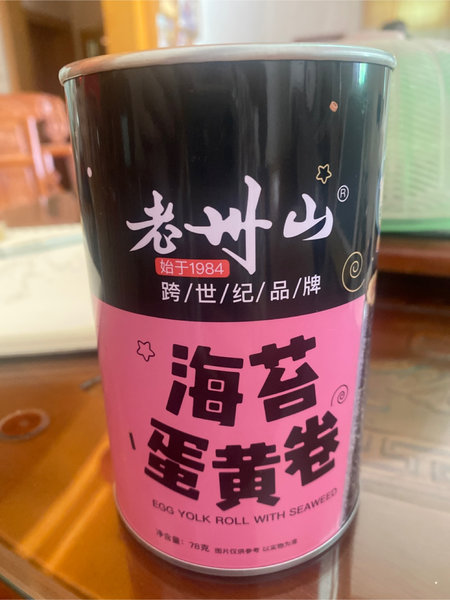 老卅山®
始于1984
跨/世/纪/品/牌
海苔
蛋黄卷
EGG YOLK ROLL WITH SEAWEED
净含量：78克 图片仅供参考 以实物为准